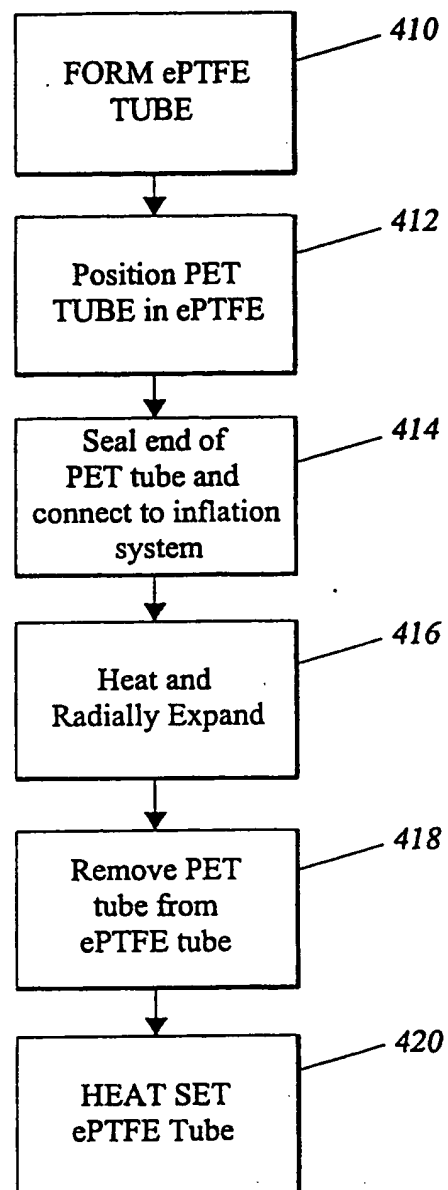 410
FORM ePTFE
TUBE
412
Position PET
TUBE in ePTFE
414
Seal end of
PET tube and
connect to inflation
system
416
Heat and
Radially Expand
418
Remove PET
tube from
ePTFE tube
420
HEAT SET
ePTFE Tube